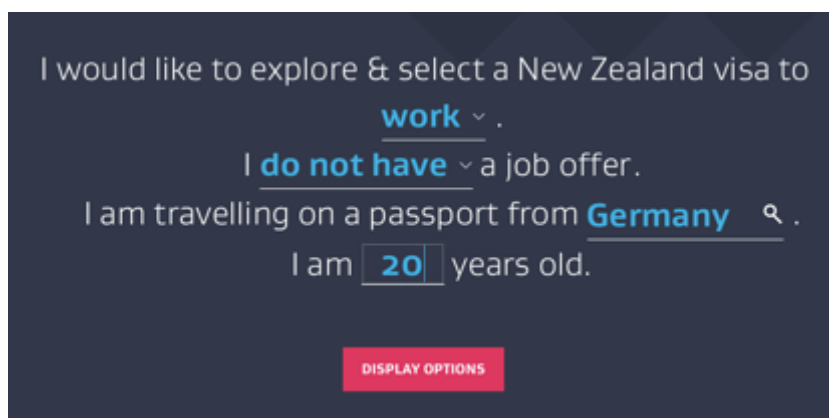 I would like to explore & select a New Zealand visa to
work .
I do not have a job offer.
I am travelling on a passport from Germany .
I am 20 years old.
DISPLAY OPTIONS